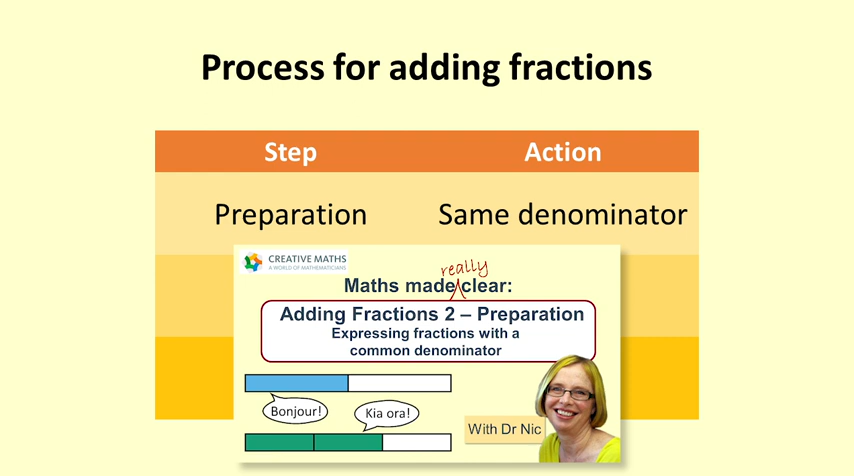 Process for adding fractions
Step Action
Preparation Same denominator
CREATIVE MATHS
A WORLD OF MATHEMATICIANS
really
Maths made clear:
Adding Fractions 2 – Preparation
Expressing fractions with a
common denominator
Bonjour!
Kia ora!
With Dr Nic